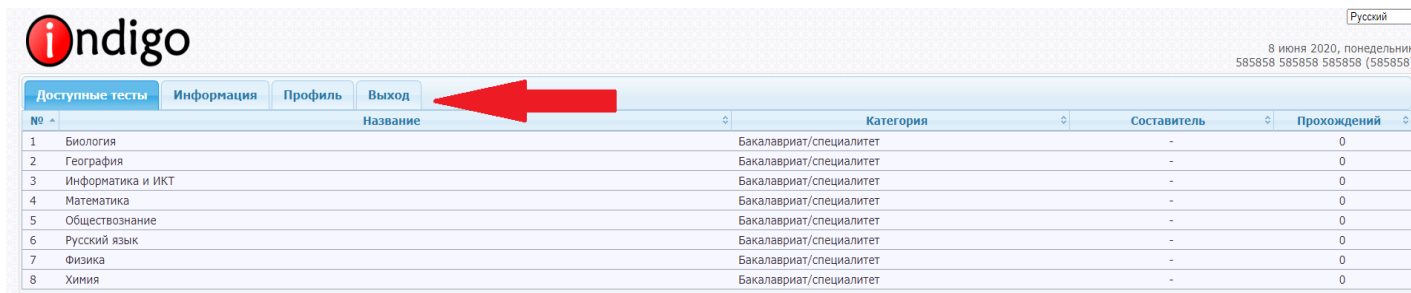 Русский
indigo
8 июня 2020, понедельник
585858 585858 585858 (585858)
Доступные тесты Информация Профиль Выход
№ Название Категория Составитель Прохождений
1 Биология Бакалавриат/специалитет - 0
2 География Бакалавриат/специалитет - 0
3 Информатика и ИКТ Бакалавриат/специалитет - 0
4 Математика Бакалавриат/специалитет - 0
5 Обществознание Бакалавриат/специалитет - 0
6 Русский язык Бакалавриат/специалитет - 0
7 Физика Бакалавриат/специалитет - 0
8 Химия Бакалавриат/специалитет - 0